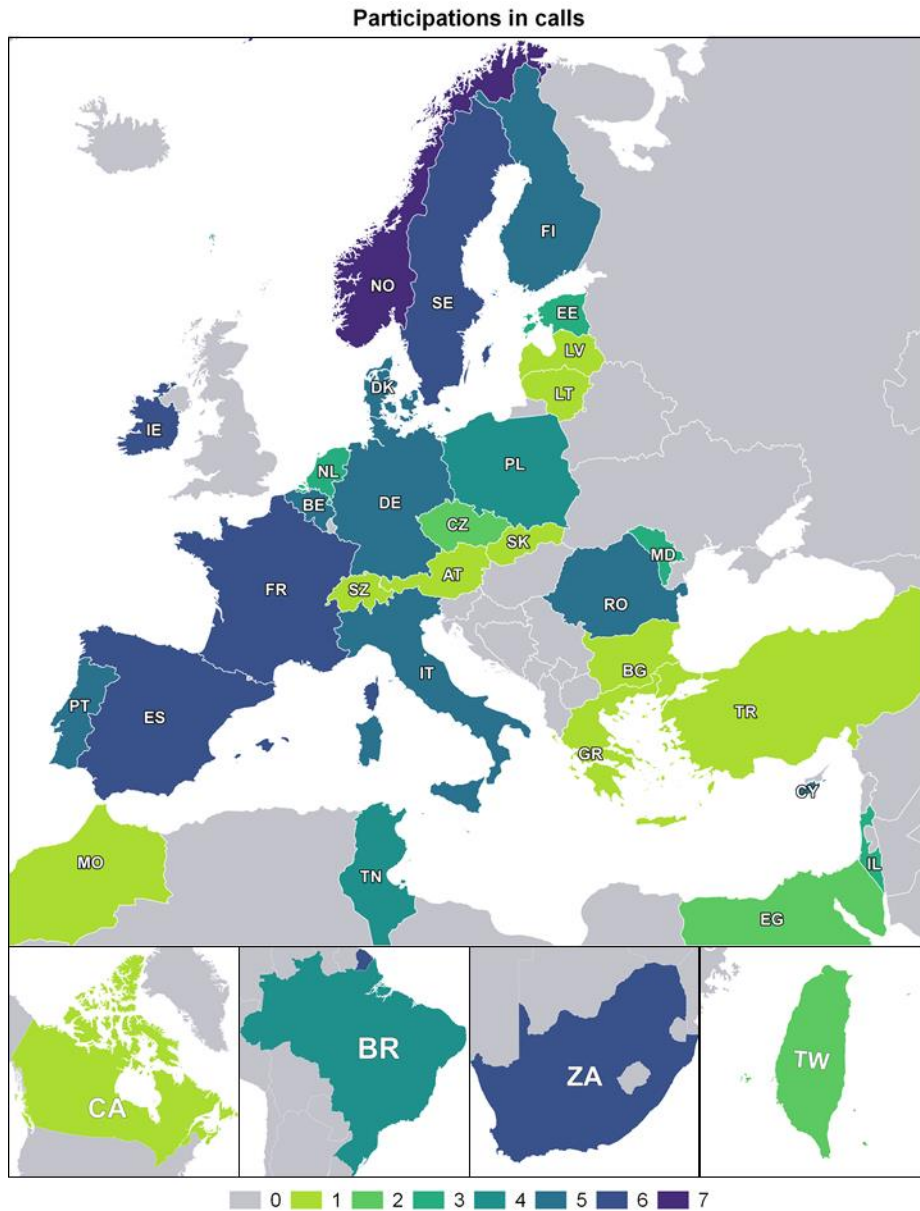 Participations in calls
NO
SE
FI
EE
LV
LT
DK
IE
NL
BE
DE
PL
CZ
SK
AT
SZ
FR
MD
RO
IT
BG
PT
ES
TR
GR
CY
MO
TN
IL
EG
CA
BR
ZA
TW
0 1 2 3 4 5 6 7